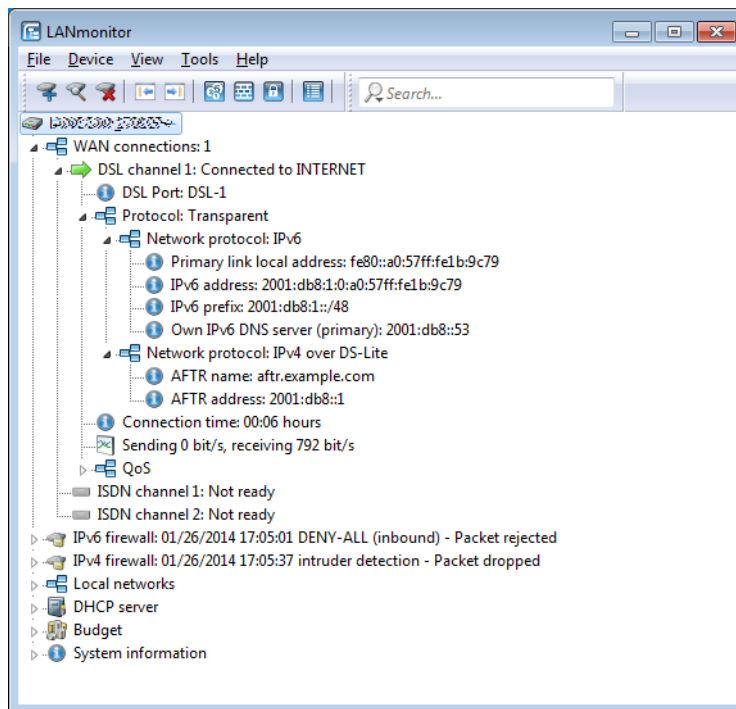 LANmonitor
File Device View Tools Help
Search...
WAN connections: 1
DSL channel 1: Connected to INTERNET
DSL Port: DSL-1
Protocol: Transparent
Network protocol: IPv6
Primary link local address: fe80::a0:57ff:fe1b:9c79
IPv6 address: 2001:db8:1:0:a0:57ff:fe1b:9c79
IPv6 prefix: 2001:db8:1::/48
Own IPv6 DNS server (primary): 2001:db8::53
Network protocol: IPv4 over DS-Lite
AFTR name: aftr.example.com
AFTR address: 2001:db8::1
Connection time: 00:06 hours
Sending 0 bit/s, receiving 792 bit/s
QoS
ISDN channel 1: Not ready
ISDN channel 2: Not ready
IPv6 firewall: 01/26/2014 17:05:01 DENY-ALL (inbound) - Packet rejected
IPv4 firewall: 01/26/2014 17:05:37 intruder detection - Packet dropped
Local networks
DHCP server
Budget
System information